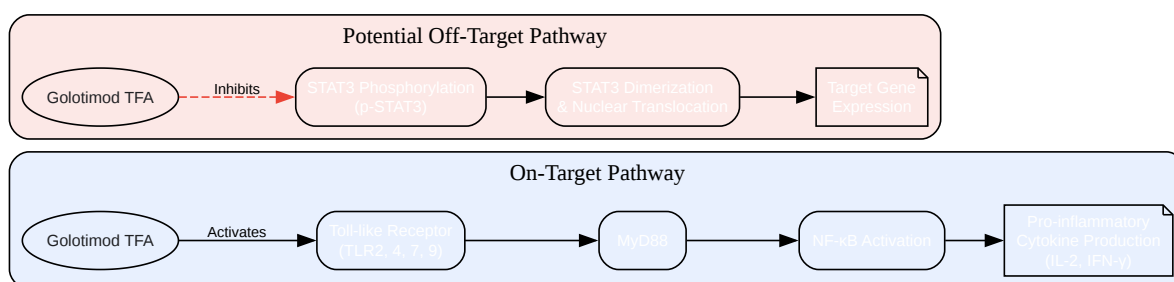 Potential Off-Target Pathway
Golotimod TFA
Inhibits
STAT3 Phosphorylation
(p-STAT3)
STAT3 Dimerization
& Nuclear Translocation
Target Gene
Expression
On-Target Pathway
Golotimod TFA
Activates
Toll-like Receptor
(TLR2, 4, 7, 9)
MyD88
NF-κB Activation
Pro-inflammatory
Cytokine Production
(IL-2, IFN-γ)